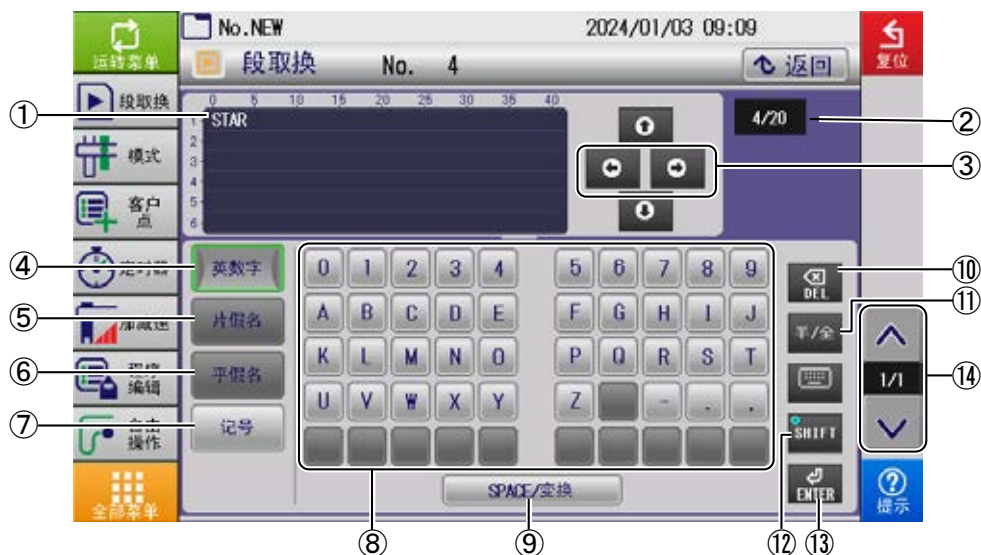 No.NEW 2024/01/03 09:09
运转菜单
段取换 No. 4
返回
复位
段取换
模式
客户点
定时器
加减速
程序编辑
自由操作
全部菜单
0 5 10 15 20 25 30 35 40
1 STAR
2
3
4
5
6
4/20
① ② ③
④ 英数字
⑤ 片假名
⑥ 平假名
⑦ 记号
0 1 2 3 4 5 6 7 8 9
A B C D E F G H I J
K L M N O P Q R S T
U V W X Y Z - . .
SPACE/变换
DEL ⑩
半/全 ⑪
SHIFT
ENTER
1/1 ⑭
提示
⑧ ⑨ ⑫ ⑬